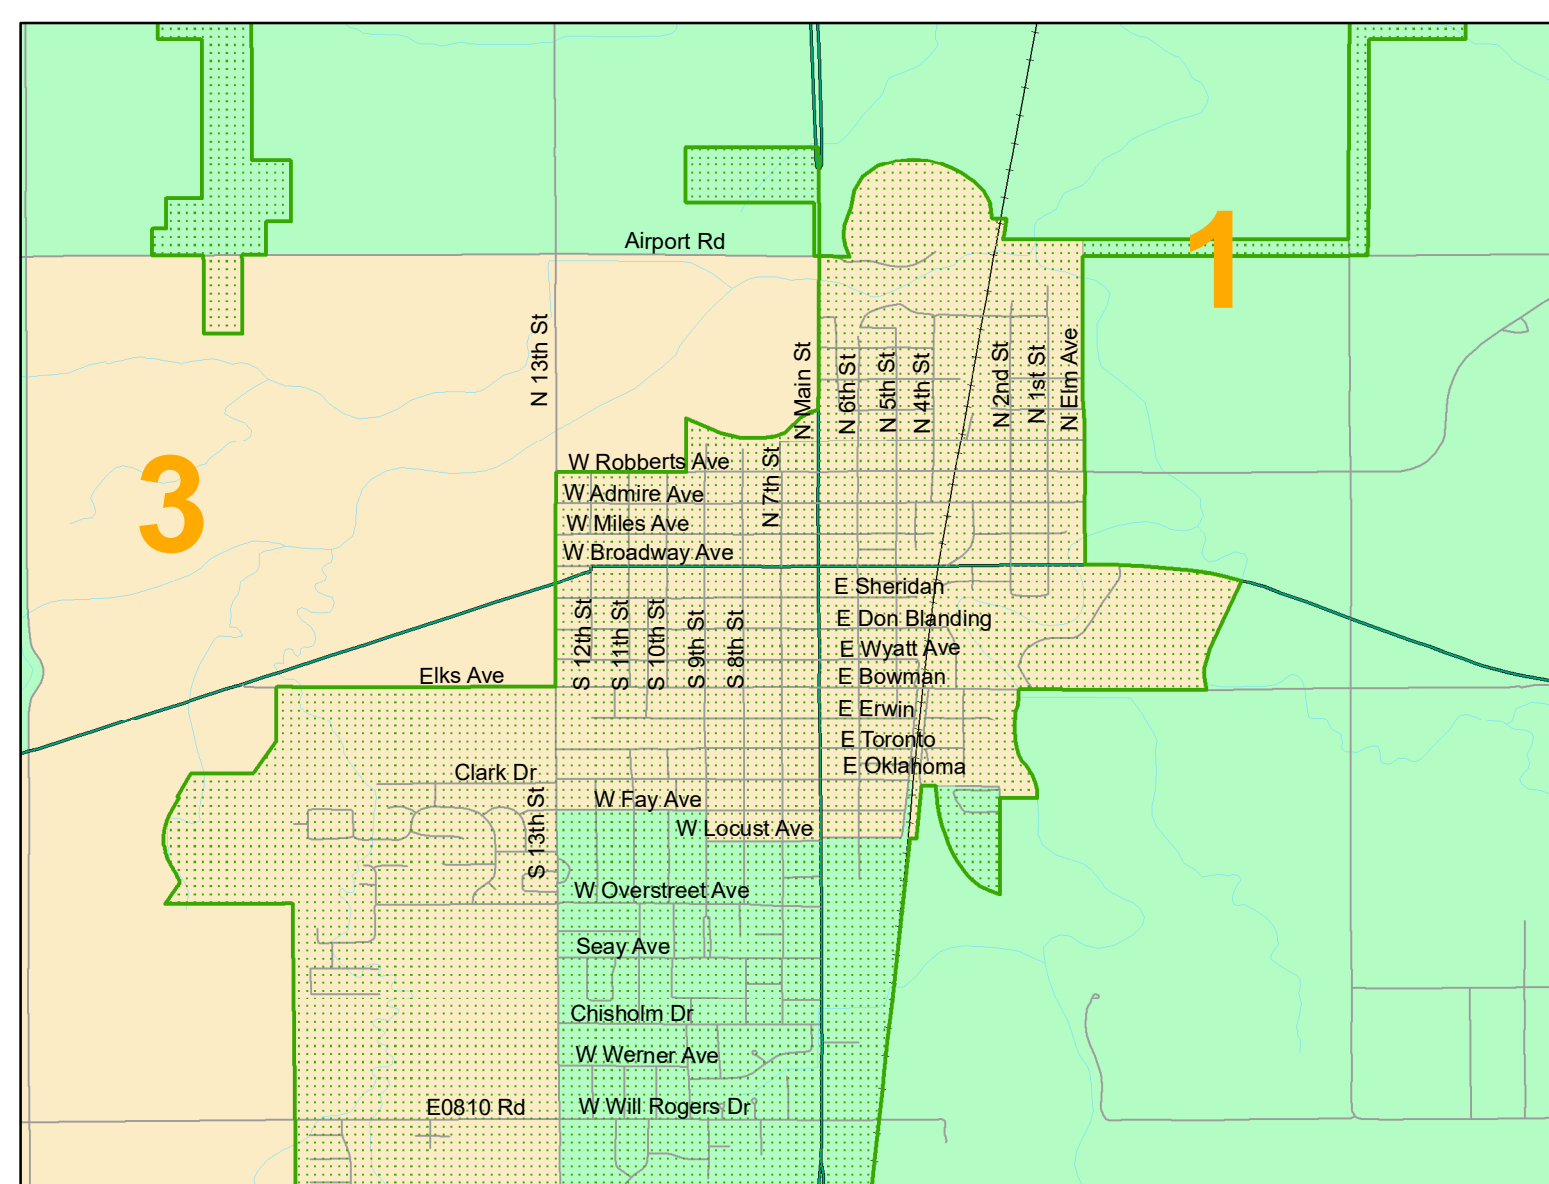 1
Airport Rd
N 13th St
N Main St
N 6th St
N 5th St
N 4th St
N 2nd St
N 1st St
N Elm Ave
3
W Robberts Ave
N 7th St
W Admire Ave
W Miles Ave
W Broadway Ave
E Sheridan
E Don Blanding
E Wyatt Ave
S 12th St
S 11th St
S 10th St
S 9th St
S 8th St
Elks Ave
E Bowman
E Erwin
E Toronto
E Oklahoma
Clark Dr
W Fay Ave
S 13th St
W Locust Ave
W Overstreet Ave
Seay Ave
Chisholm Dr
W Werner Ave
E0810 Rd
W Will Rogers Dr